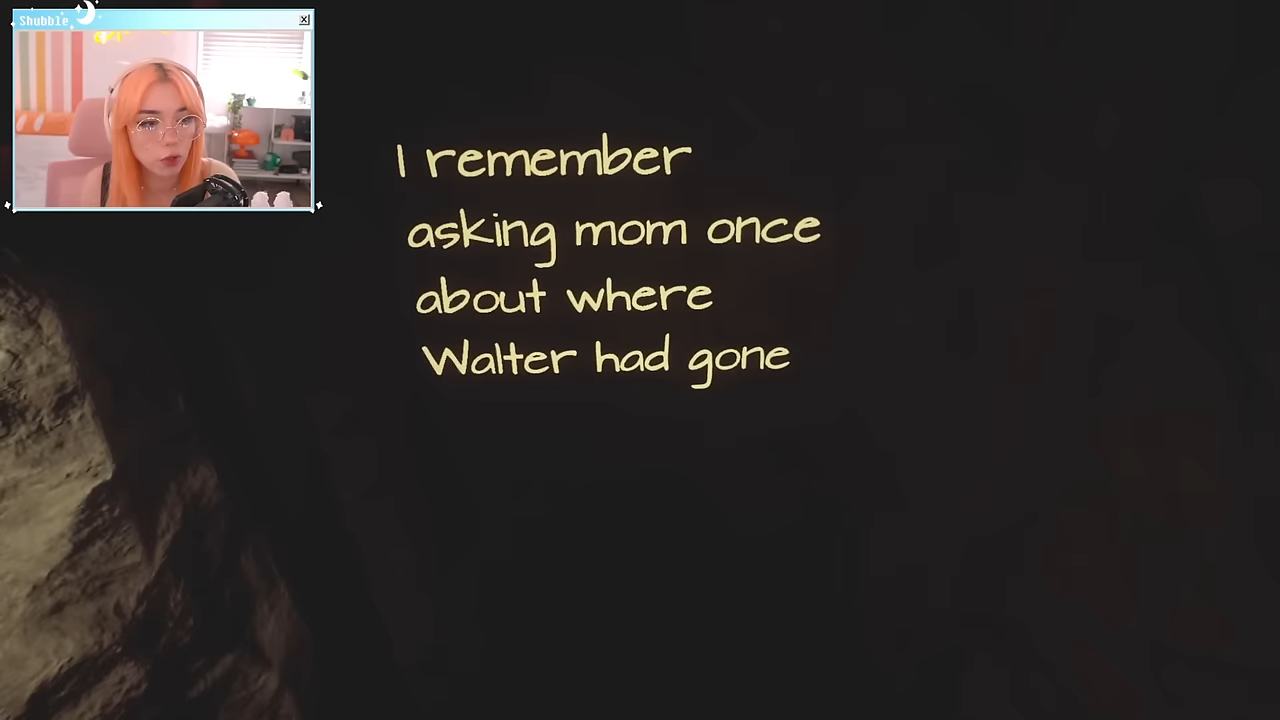 Shubble
I remember
asking mom once
about where
Walter had gone